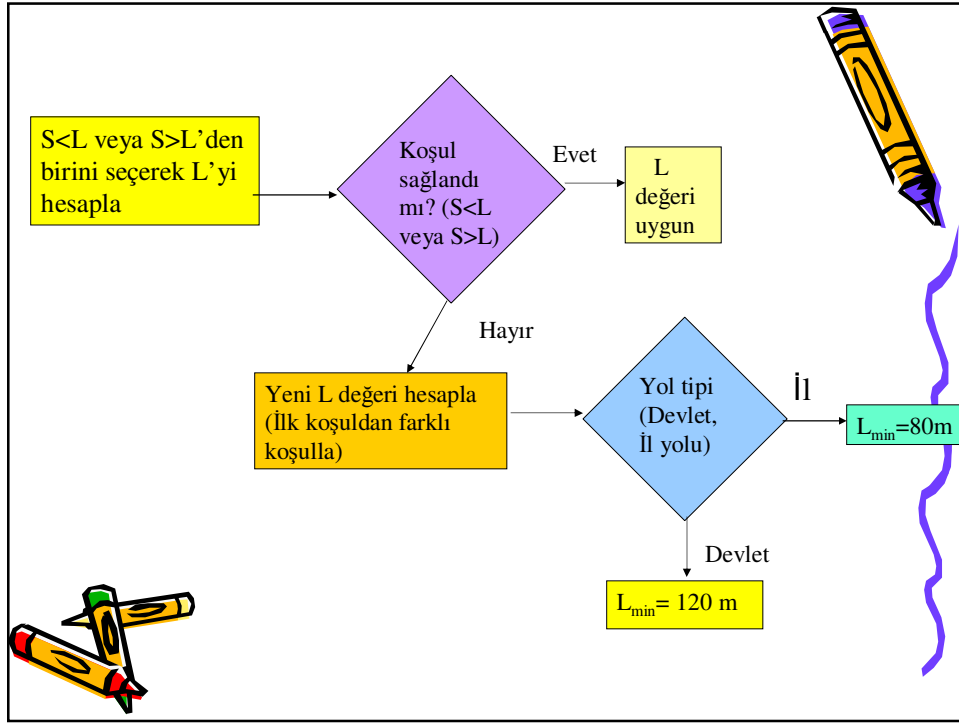 S<L veya S>L'den
birini seçerek L'yi
hesapla
Koşul
sağlandı
mı? (S<L
veya S>L)
Evet
L
değeri
uygun
Hayır
Yeni L değeri hesapla
(İlk koşuldan farklı
koşulla)
Yol tipi
(Devlet,
İl yolu)
İl
Lmin=80m
Devlet
Lmin= 120 m